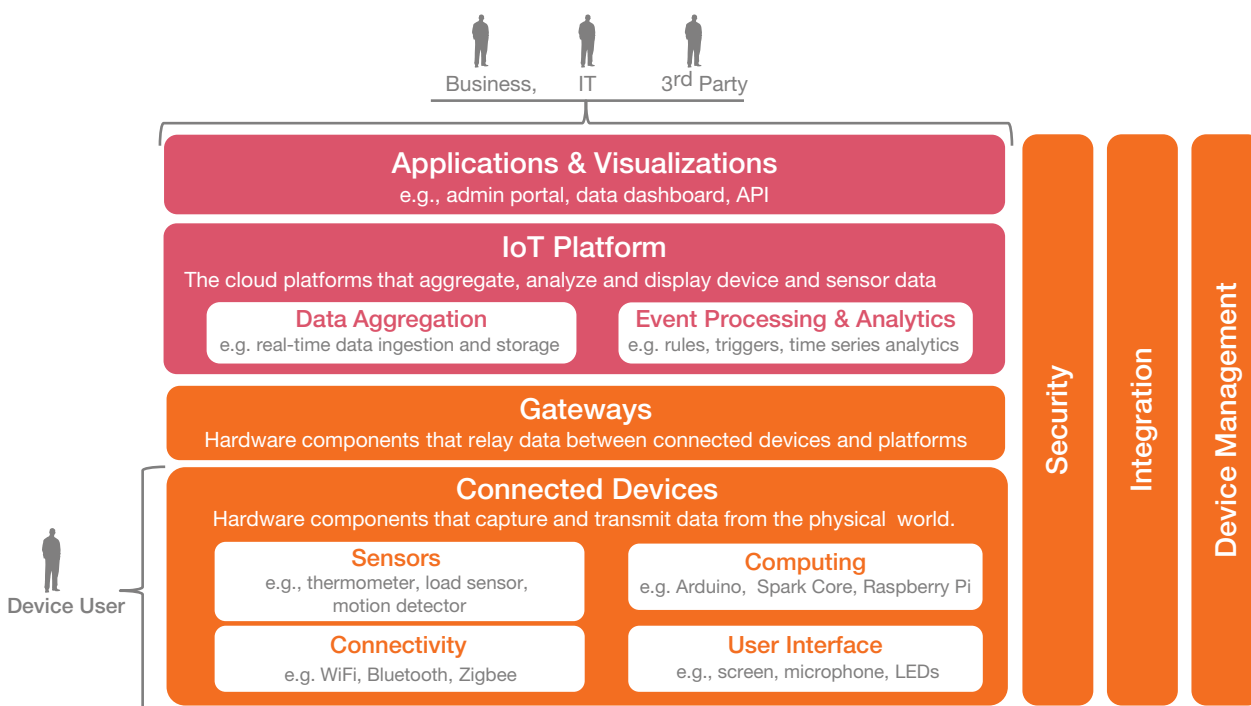 Business, IT 3rd Party
Applications & Visualizations
e.g., admin portal, data dashboard, API
IoT Platform
The cloud platforms that aggregate, analyze and display device and sensor data
Data Aggregation
e.g. real-time data ingestion and storage
Event Processing & Analytics
e.g. rules, triggers, time series analytics
Gateways
Hardware components that relay data between connected devices and platforms
Device User
Connected Devices
Hardware components that capture and transmit data from the physical world.
Sensors
e.g., thermometer, load sensor,
motion detector
Computing
e.g. Arduino, Spark Core, Raspberry Pi
Connectivity
e.g. WiFi, Bluetooth, Zigbee
User Interface
e.g., screen, microphone, LEDs
Security
Integration
Device Management